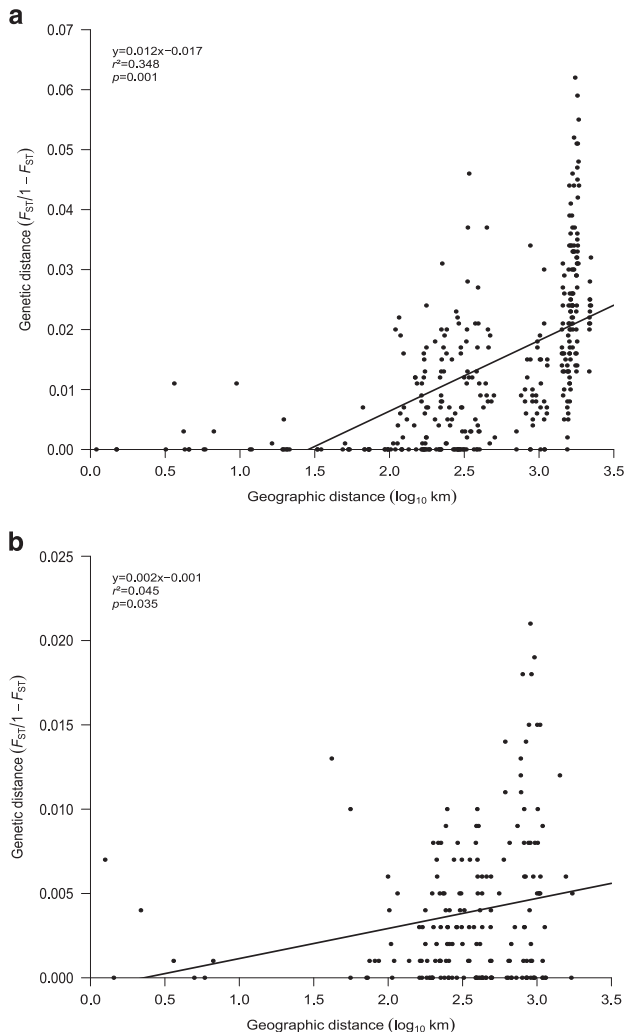 a
0.07
y=0.012x−0.017
r²=0.348
p=0.001
0.06
0.05
0.04
0.03
0.02
0.01
0.00
Genetic distance (FST/1 − FST)
0.0 0.5 1.0 1.5 2.0 2.5 3.0 3.5
Geographic distance (log10 km)
b
0.025
y=0.002x−0.001
r²=0.045
p=0.035
0.020
0.015
0.010
0.005
0.000
Genetic distance (FST/1 − FST)
0.0 0.5 1.0 1.5 2.0 2.5 3.0 3.5
Geographic distance (log10 km)